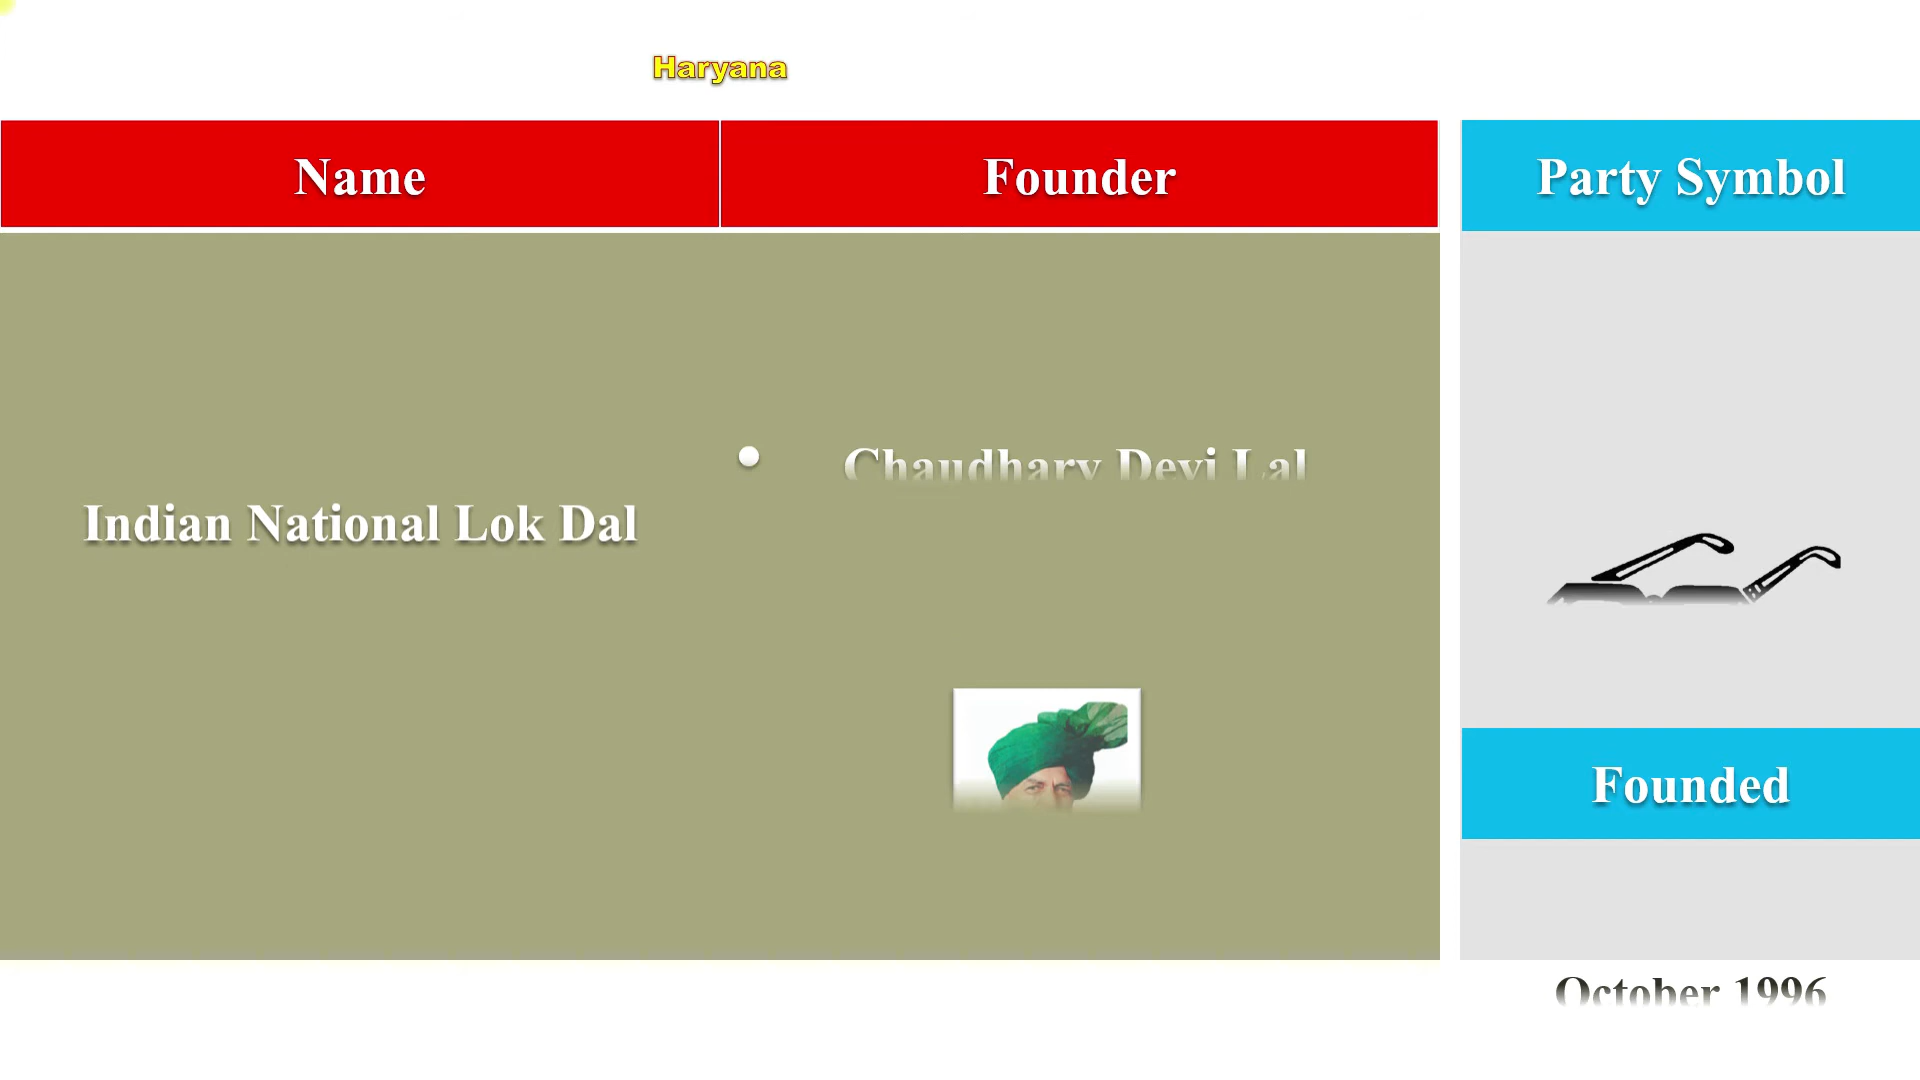 Haryana
Name
Founder
Party Symbol
Indian National Lok Dal
• Chaudhary Devi Lal
Founded
October 1996